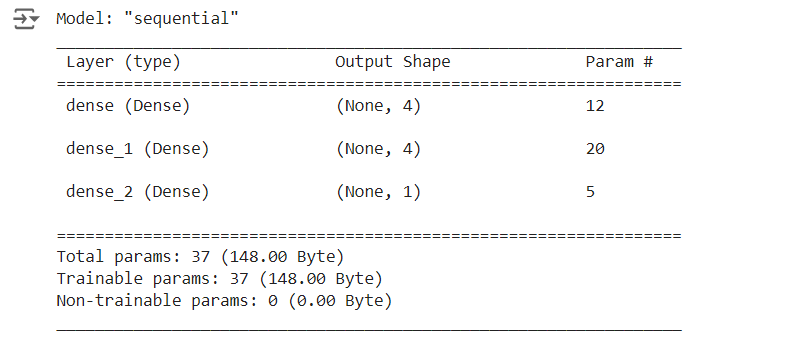 Model: "sequential"
_________________________________________________________________
Layer (type) Output Shape Param #
=================================================================
dense (Dense) (None, 4) 12
dense_1 (Dense) (None, 4) 20
dense_2 (Dense) (None, 1) 5
=================================================================
Total params: 37 (148.00 Byte)
Trainable params: 37 (148.00 Byte)
Non-trainable params: 0 (0.00 Byte)
_________________________________________________________________